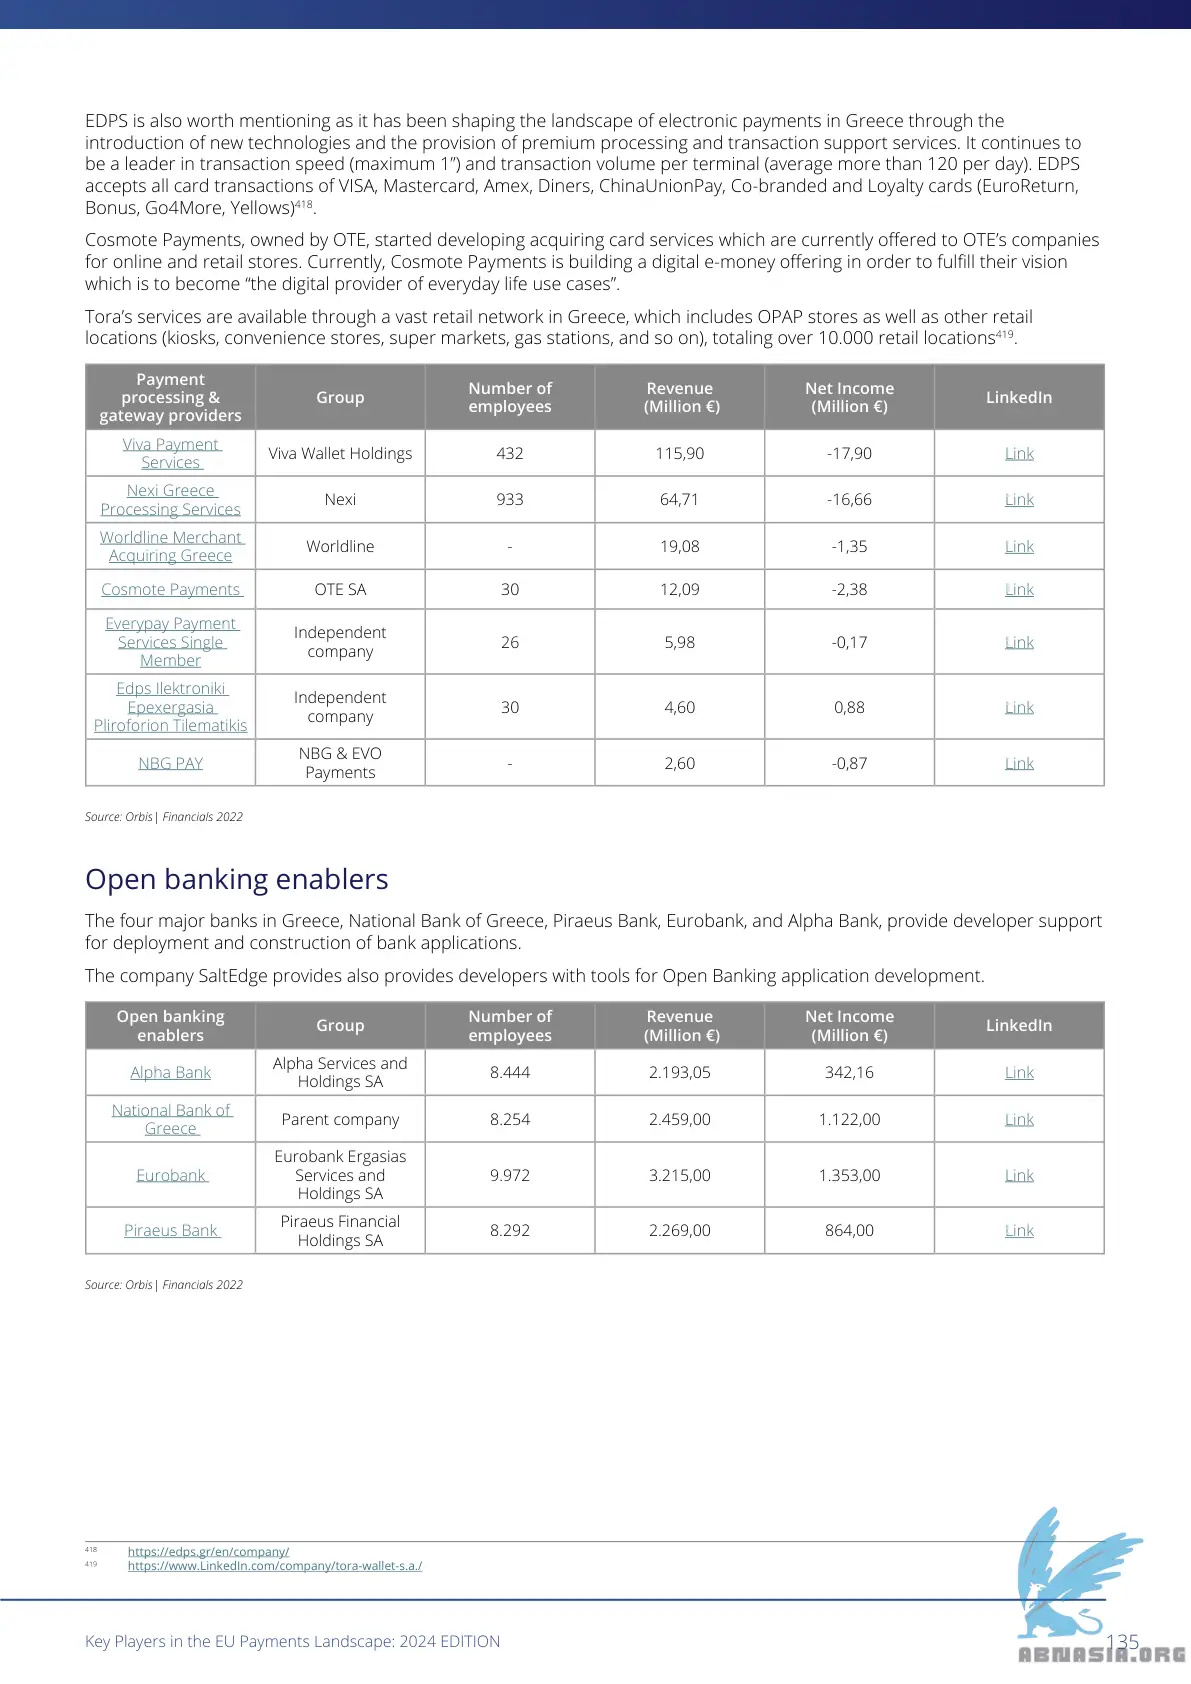 EDPS is also worth mentioning as it has been shaping the landscape of electronic payments in Greece through the
introduction of new technologies and the provision of premium processing and transaction support services. It continues to
be a leader in transaction speed (maximum 1”) and transaction volume per terminal (average more than 120 per day). EDPS
accepts all card transactions of VISA, Mastercard, Amex, Diners, ChinaUnionPay, Co-branded and Loyalty cards (EuroReturn,
Bonus, Go4More, Yellows)418.
Cosmote Payments, owned by OTE, started developing acquiring card services which are currently offered to OTE’s companies
for online and retail stores. Currently, Cosmote Payments is building a digital e-money offering in order to fulfill their vision
which is to become “the digital provider of everyday life use cases”.
Tora’s services are available through a vast retail network in Greece, which includes OPAP stores as well as other retail
locations (kiosks, convenience stores, super markets, gas stations, and so on), totaling over 10.000 retail locations419.
Payment processing & gateway providers | Group | Number of employees | Revenue (Million €) | Net Income (Million €) | LinkedIn
Viva Payment Services | Viva Wallet Holdings | 432 | 115,90 | -17,90 | Link
Nexi Greece Processing Services | Nexi | 933 | 64,71 | -16,66 | Link
Worldline Merchant Acquiring Greece | Worldline | - | 19,08 | -1,35 | Link
Cosmote Payments | OTE SA | 30 | 12,09 | -2,38 | Link
Everypay Payment Services Single Member | Independent company | 26 | 5,98 | -0,17 | Link
Edps Ilektroniki Epexergasia Pliroforion Tilematikis | Independent company | 30 | 4,60 | 0,88 | Link
NBG PAY | NBG & EVO Payments | - | 2,60 | -0,87 | Link
Source: Orbis| Financials 2022
Open banking enablers
The four major banks in Greece, National Bank of Greece, Piraeus Bank, Eurobank, and Alpha Bank, provide developer support
for deployment and construction of bank applications.
The company SaltEdge provides also provides developers with tools for Open Banking application development.
Open banking enablers | Group | Number of employees | Revenue (Million €) | Net Income (Million €) | LinkedIn
Alpha Bank | Alpha Services and Holdings SA | 8.444 | 2.193,05 | 342,16 | Link
National Bank of Greece | Parent company | 8.254 | 2.459,00 | 1.122,00 | Link
Eurobank | Eurobank Ergasias Services and Holdings SA | 9.972 | 3.215,00 | 1.353,00 | Link
Piraeus Bank | Piraeus Financial Holdings SA | 8.292 | 2.269,00 | 864,00 | Link
Source: Orbis| Financials 2022
418 https://edps.gr/en/company/
419 https://www.LinkedIn.com/company/tora-wallet-s.a./
Key Players in the EU Payments Landscape: 2024 EDITION
135
ABNASIA.ORG